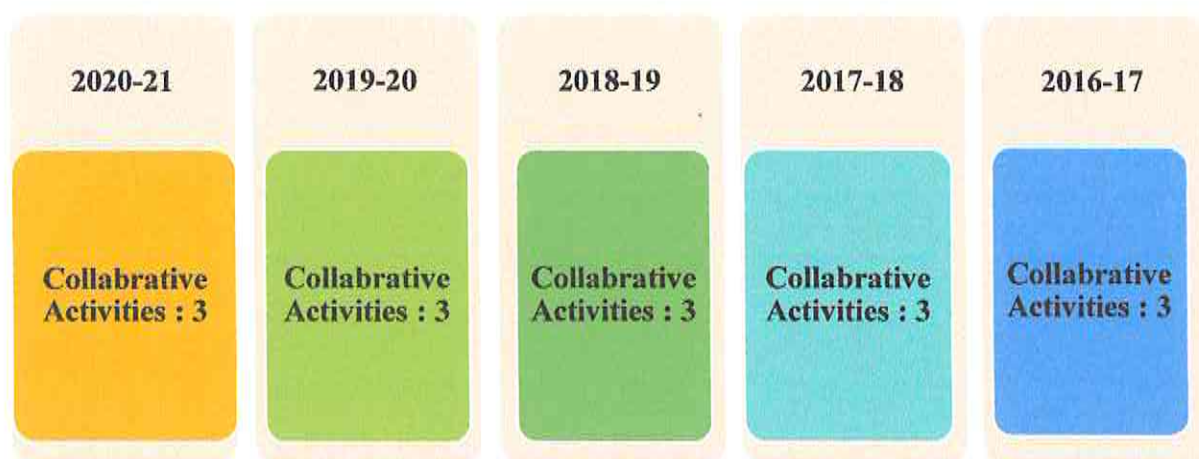 2020-21
Collabrative
Activities : 3
2019-20
Collabrative
Activities : 3
2018-19
Collabrative
Activities : 3
2017-18
Collabrative
Activities : 3
2016-17
Collabrative
Activities : 3